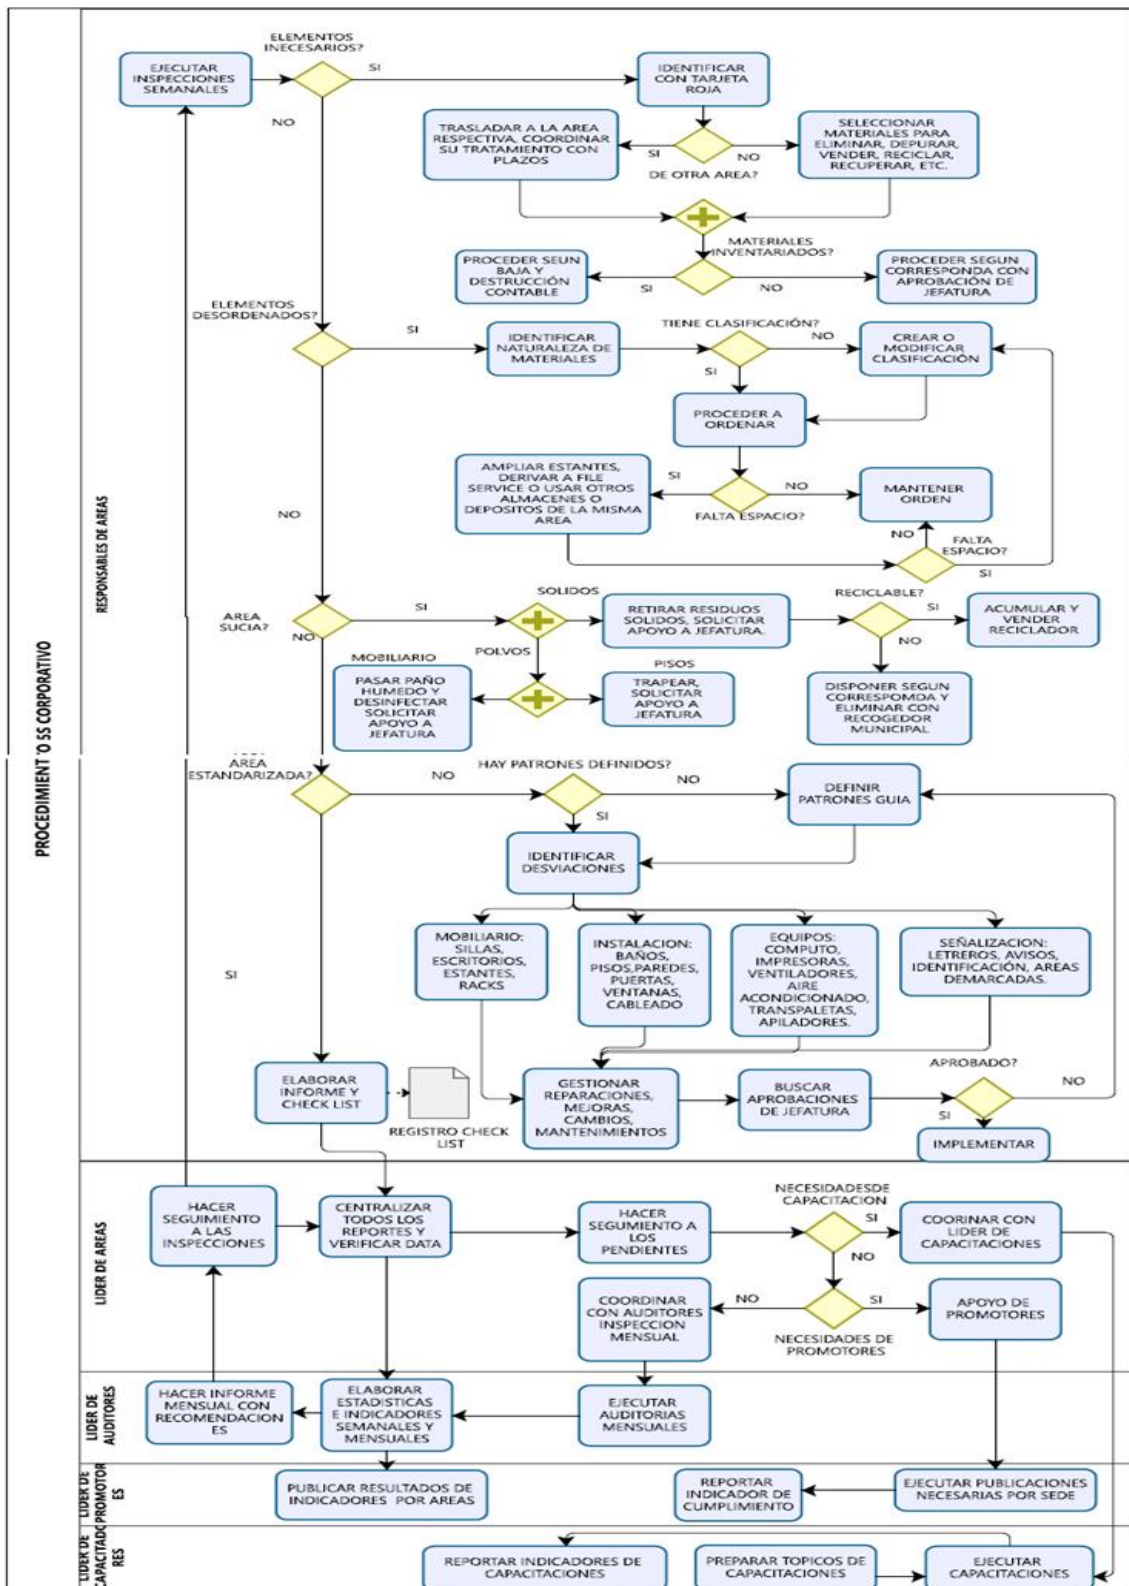 PROCEDIMIENT'O 5S CORPORATIVO
RESPONSABLES DE AREAS
ELEMENTOS
INECESARIOS?
EJECUTAR
INSPECCIONES
SEMANALES
SI
NO
IDENTIFICAR
CON TARJETA
ROJA
TRASLADAR A LA AREA
RESPECTIVA, COORDINAR
SU TRATAMIENTO CON
PLAZOS
SI
NO
DE OTRA AREA?
SELECCIONAR
MATERIALES PARA
ELIMINAR, DEPURAR,
VENDER, RECICLAR,
RECUPERAR, ETC.
MATERIALES
INVENTARIADOS?
PROCEDER SEUN
BAJA Y
DESTRUCCIÓN
CONTABLE
SI
NO
PROCEDER SEGUN
CORRESPONDA CON
APROBACIÓN DE
JEFATURA
ELEMENTOS
DESORDENADOS?
SI
NO
IDENTIFICAR
NATURALEZA DE
MATERIALES
TIENE CLASIFICACIÓN?
NO
SI
CREAR O
MODIFICAR
CLASIFICACIÓN
PROCEDER A
ORDENAR
AMPLIAR ESTANTES,
DERIVAR A FILE
SERVICE O USAR OTROS
ALMACENES O
DEPOSITOS DE LA MISMA
AREA
SI
NO
FALTA ESPACIO?
MANTENER
ORDEN
NO
FALTA
ESPACIO?
SI
AREA
SUCIA?
SI
NO
SOLIDOS
POLVOS
RETIRAR RESIDUOS
SOLIDOS, SOLICITAR
APOYO A JEFATURA.
RECICLABLE?
SI
NO
ACUMULAR Y
VENDER
RECICLADOR
DISPONER SEGUN
CORRESPOMDA Y
ELIMINAR CON
RECOGEDOR
MUNICIPAL
MOBILIARIO
PASAR PAÑO
HUMEDO Y
DESINFECTAR
SOLICITAR
APOYO A
JEFATURA
PISOS
TRAPEAR,
SOLICITAR
APOYO A
JEFATURA
AREA
ESTANDARIZADA?
NO
SI
HAY PATRONES DEFINIDOS?
NO
SI
DEFINIR
PATRONES GUIA
IDENTIFICAR
DESVIACIONES
MOBILIARIO:
SILLAS,
ESCRITORIOS,
ESTANTES,
RACKS
INSTALACION:
BAÑOS,
PISOS,PAREDES,
PUERTAS,
VENTANAS,
CABLEADO
EQUIPOS:
COMPUTO,
IMPRESORAS,
VENTILADORES,
AIRE
ACONDICIONADO,
TRANSPALETAS,
APILADORES.
SEÑALIZACION:
LETREROS, AVISOS,
IDENTIFICACIÓN, AREAS
DEMARCADAS.
ELABORAR
INFORME Y
CHECK LIST
REGISTRO CHECK
LIST
GESTIONAR
REPARACIONES,
MEJORAS,
CAMBIOS,
MANTENIMIENTOS
BUSCAR
APROBACIONES
DE JEFATURA
APROBADO?
NO
SI
IMPLEMENTAR
LIDER DE AREAS
HACER
SEGUIMIENTO
A LAS
INSPECCIONES
CENTRALIZAR
TODOS LOS
REPORTES Y
VERIFICAR DATA
HACER
SEGUMIENTO A
LOS
PENDIENTES
NECESIDADESDE
CAPACITACION
SI
NO
COORINAR CON
LIDER DE
CAPACITACIONES
COORDINAR
CON AUDITORES
INSPECCION
MENSUAL
NO
SI
NECESIDADES DE
PROMOTORES
APOYO DE
PROMOTORES
LIDER DE
AUDITORES
HACER INFORME
MENSUAL CON
RECOMENDACION
ES
ELABORAR
ESTADISTICAS
E INDICADORES
SEMANALES Y
MENSUALES
EJECUTAR
AUDITORIAS
MENSUALES
LIDER DE
PROMOTOR
ES
PUBLICAR RESULTADOS
DE INDICADORES POR AREAS
REPORTAR
INDICADOR DE
CUMPLIMIENTO
EJECUTAR PUBLICACIONES
NECESARIAS POR SEDE
LIDER DE
CAPACITADO
RES
REPORTAR INDICADORES DE
CAPACITACIONES
PREPARAR TOPICOS DE
CAPACITACIONES
EJECUTAR
CAPACITACIONES